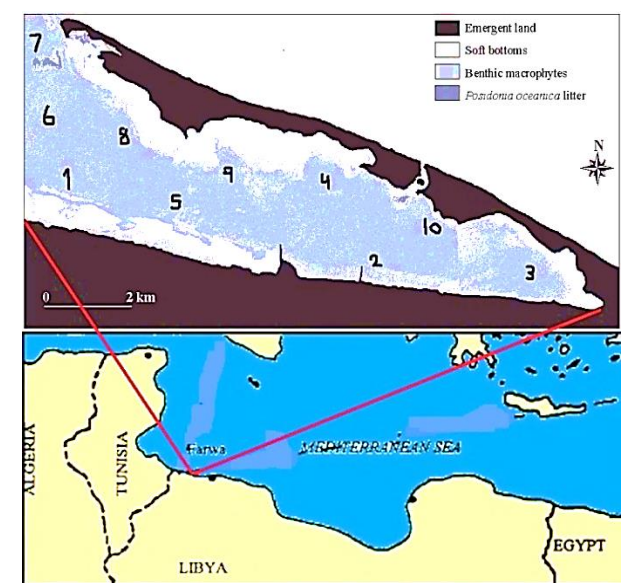 Emergent land
Soft bottoms
Benthic macrophytes
Posidonia oceanica litter
N
7
6
8
1
5
9
4
10
2
3
0 2 km
Farwa
MEDITERRANEAN SEA
ALGERIA
TUNISIA
LIBYA
EGYPT